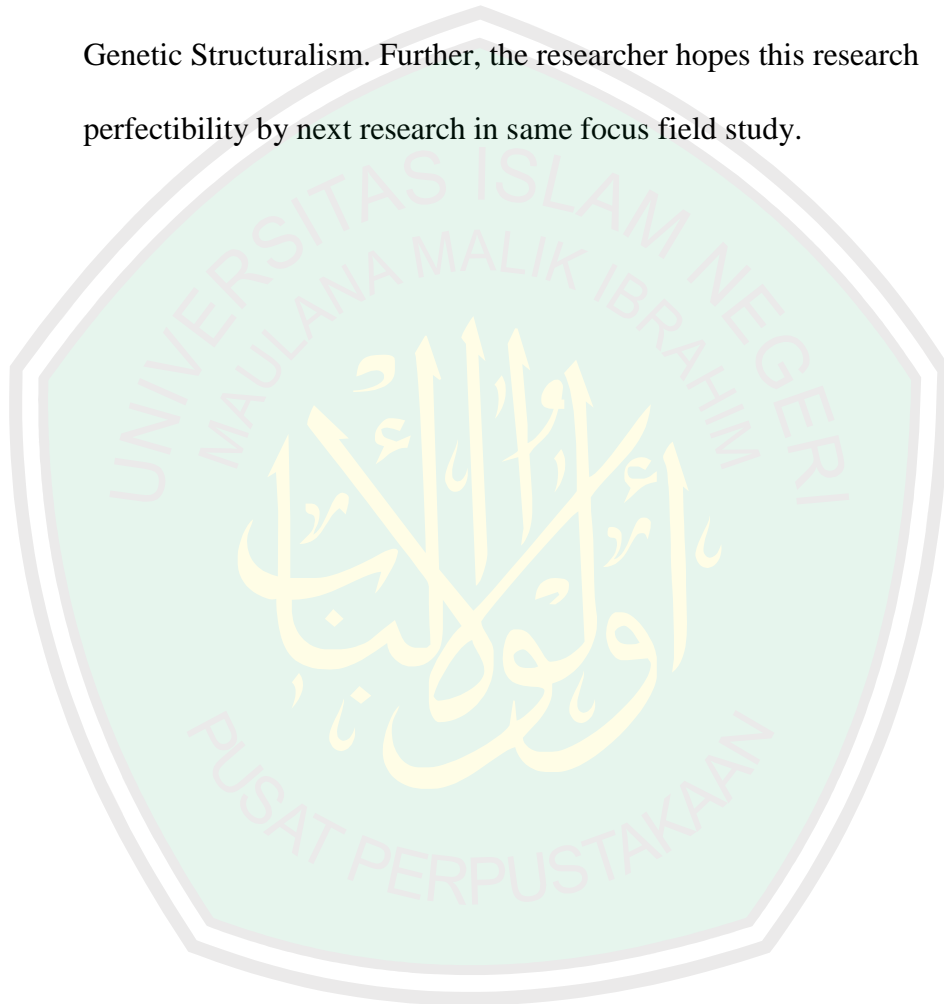 Genetic Structuralism. Further, the researcher hopes this research
perfectibility by next research in same focus field study.
UNIVERSITAS ISLAM NEGERI
MAULANA MALIK IBRAHIM
أولوا الألباب
PUSAT PERPUSTAKAAN